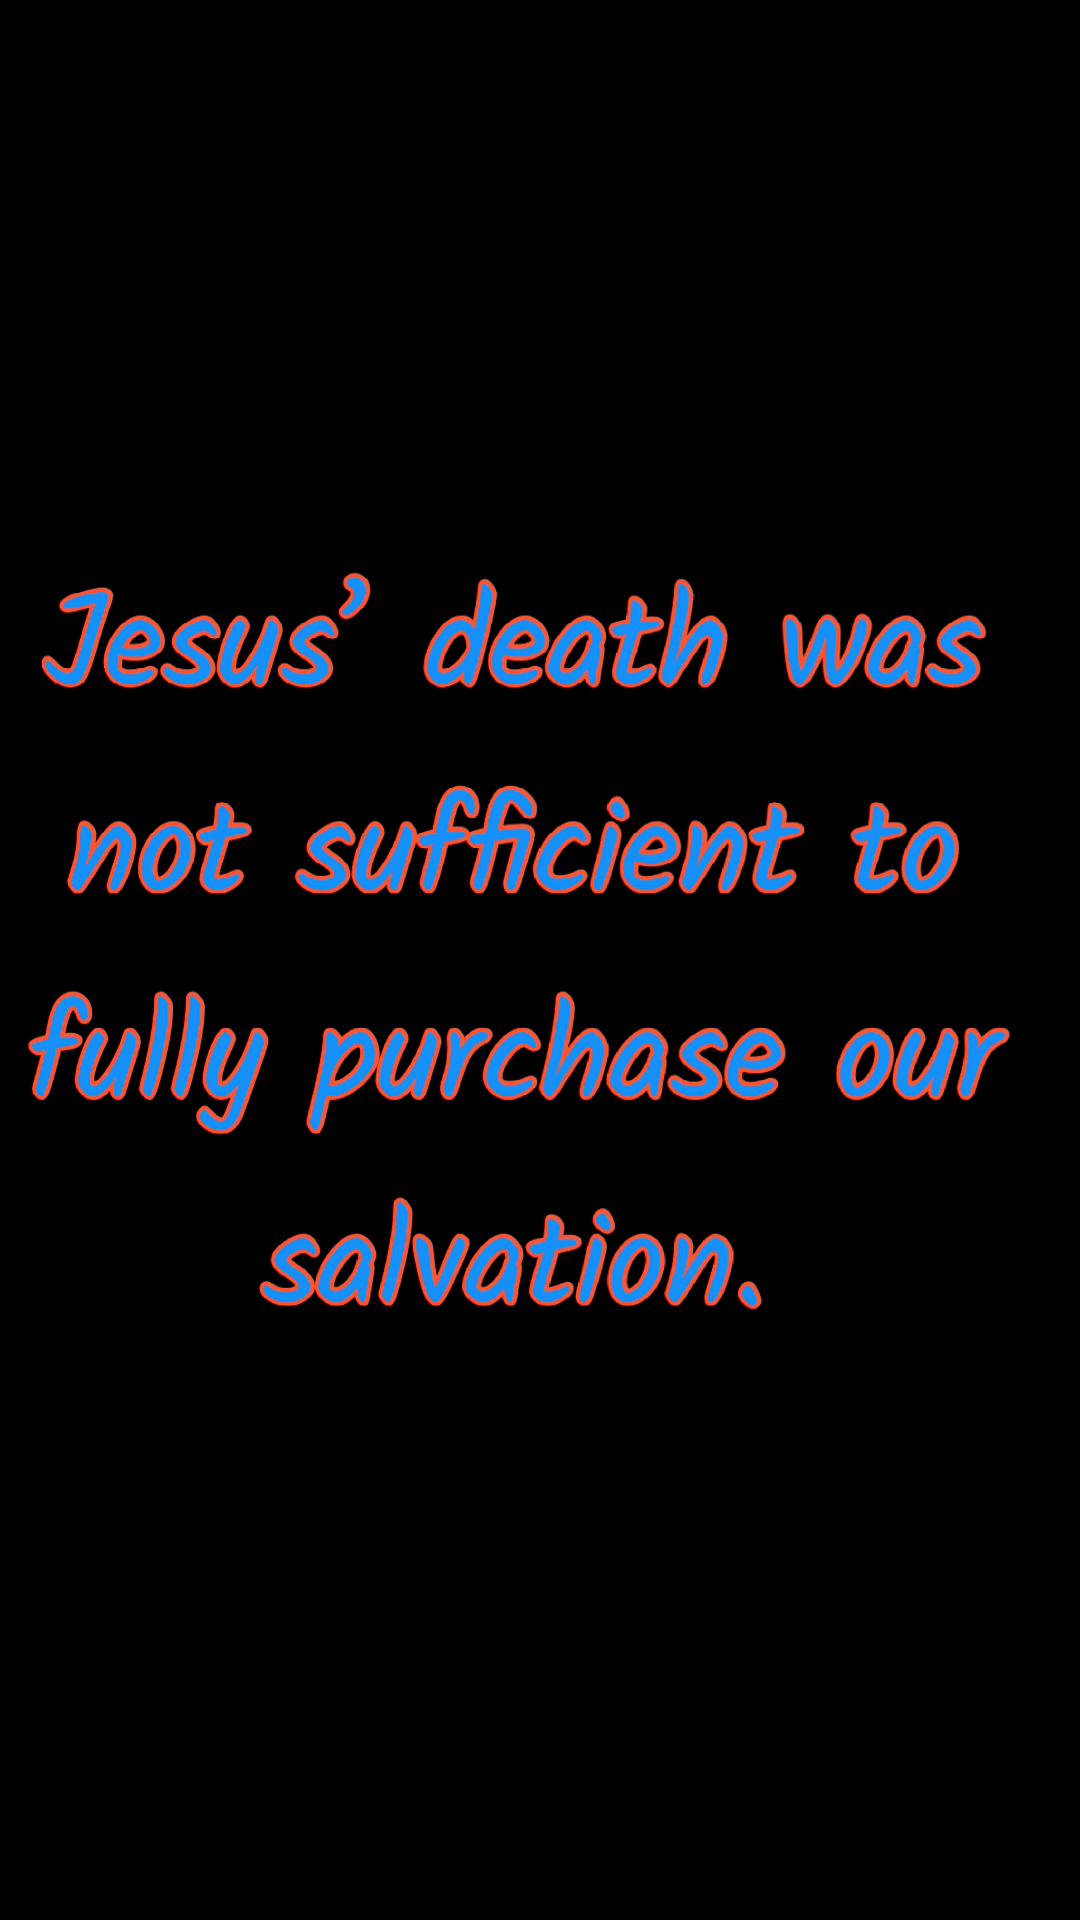 Jesus’ death was
not sufficient to
fully purchase our
salvation.